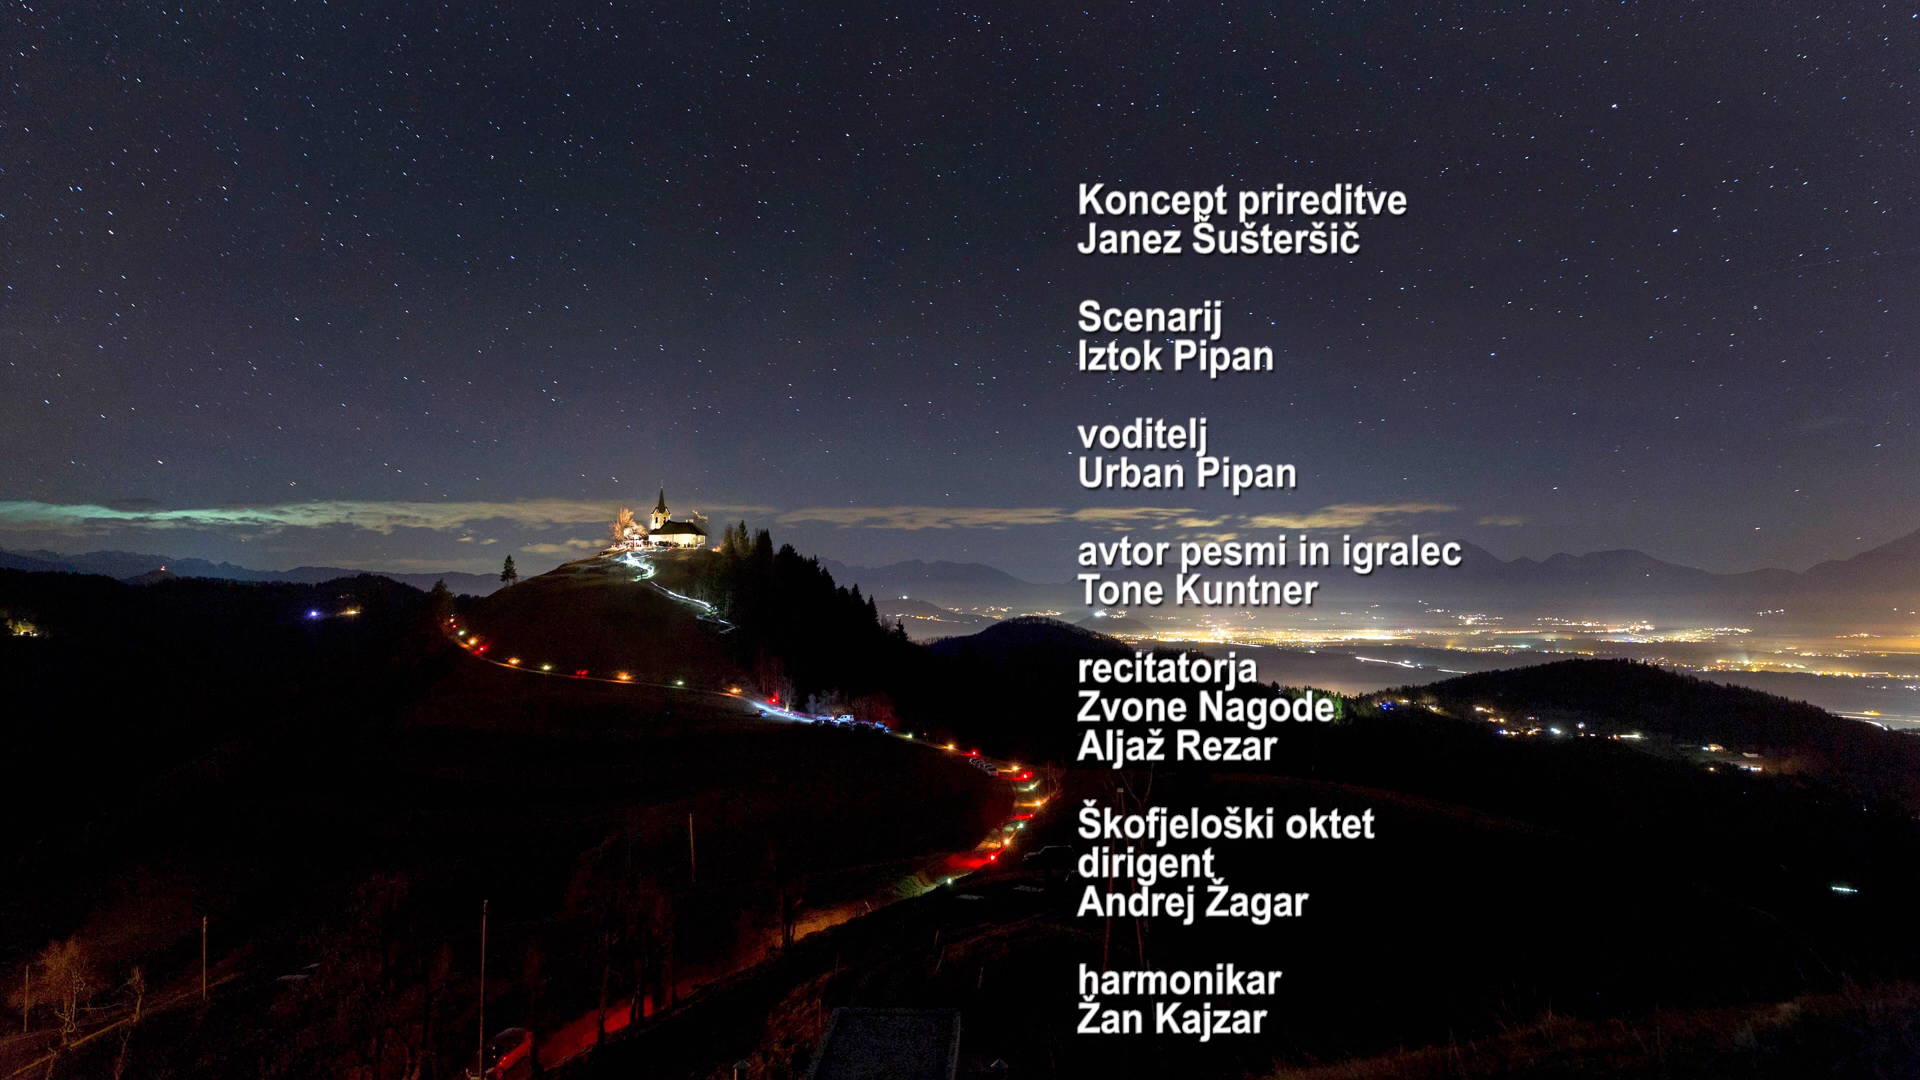 Koncept prireditve
Janez Šušteršič
Scenarij
Iztok Pipan
voditelj
Urban Pipan
avtor pesmi in igralec
Tone Kuntner
recitatorja
Zvone Nagode
Aljaž Rezar
Škofjeloški oktet
dirigent
Andrej Žagar
harmonikar
Žan Kajzar